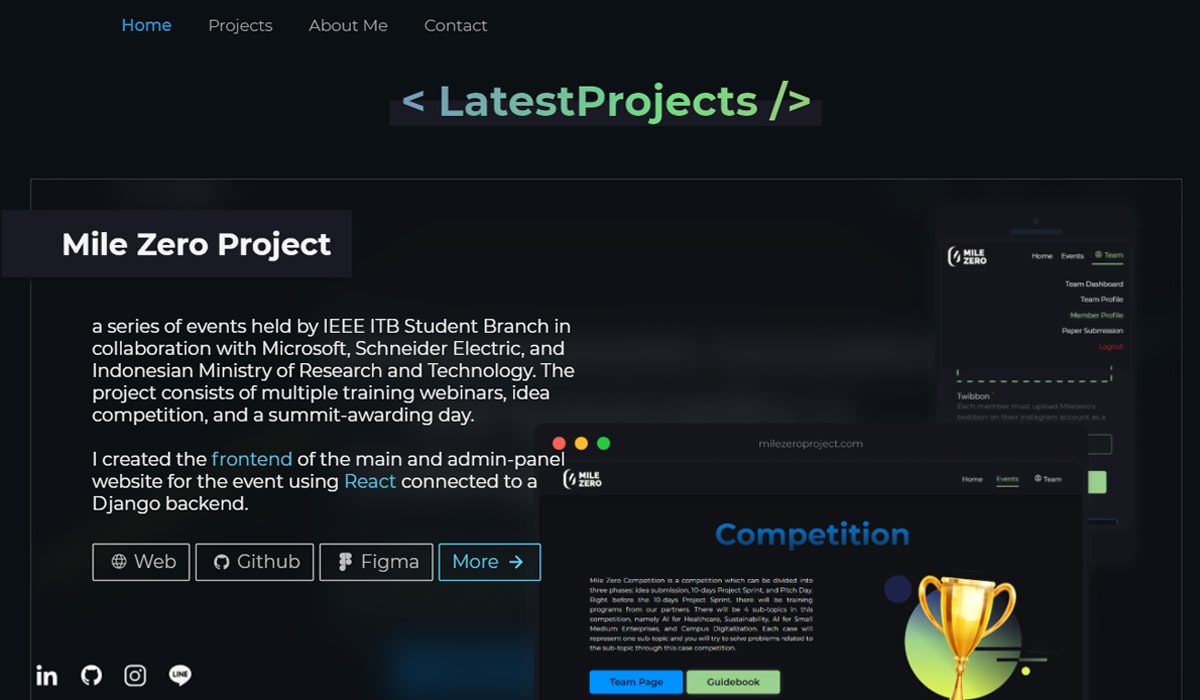 Home Projects About Me Contact
< LatestProjects />
Mile Zero Project
a series of events held by IEEE ITB Student Branch in
collaboration with Microsoft, Schneider Electric, and
Indonesian Ministry of Research and Technology. The
project consists of multiple training webinars, idea
competition, and a summit-awarding day.
I created the frontend of the main and admin-panel
website for the event using React connected to a
Django backend.
Web Github Figma More →
MILE
ZERO
Home Events Team
Team Dashboard
Team Profile
Member Profile
Paper Submission
Logout
Twibbon
Each member must upload Milezero's
twibbon on their instagram account as a
milezeroproject.com
MILE
ZERO
Home Events Team
Competition
Mile Zero Competition is a competition which can be divided into
three phases: idea submission, 10-days Project Sprint, and Pitch Day.
Right before the 10-days Project Sprint, there will be training
programs from our partners. There will be 4 sub-topics in this
competition, namely AI for Healthcare, Sustainability, AI for Small
Medium Enterprises, and Campus Digitalization. Each case will
represent one sub-topic and you will try to solve problems related to
the sub-topic through this case competition.
Team Page Guidebook
in
LINE